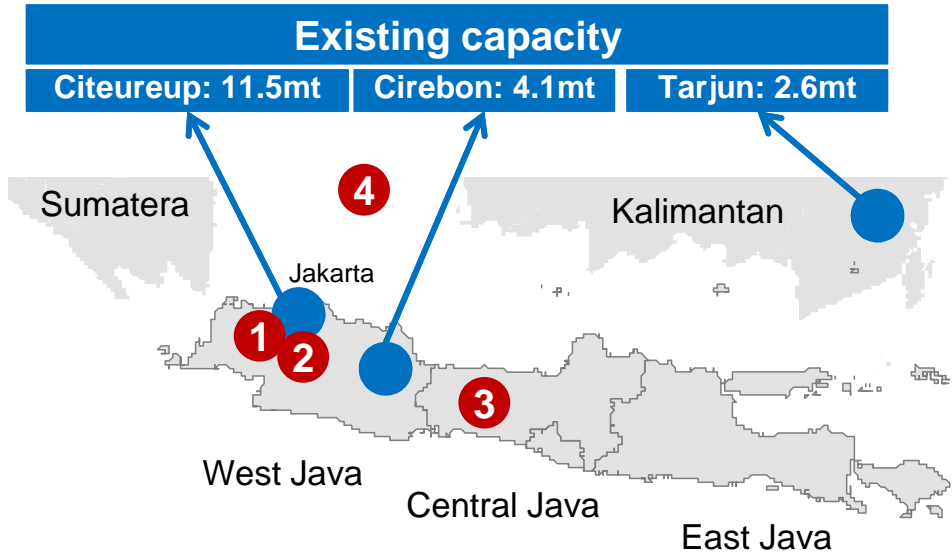 Existing capacity
Citeureup: 11.5mt
Cirebon: 4.1mt
Tarjun: 2.6mt
4
Sumatera
Kalimantan
Jakarta
1
2
3
West Java
Central Java
East Java